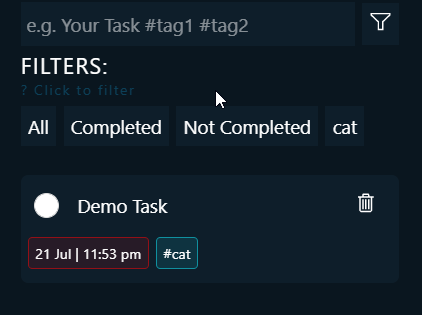 e.g. Your Task #tag1 #tag2
FILTERS:
? Click to filter
All Completed Not Completed cat
Demo Task
21 Jul | 11:53 pm #cat